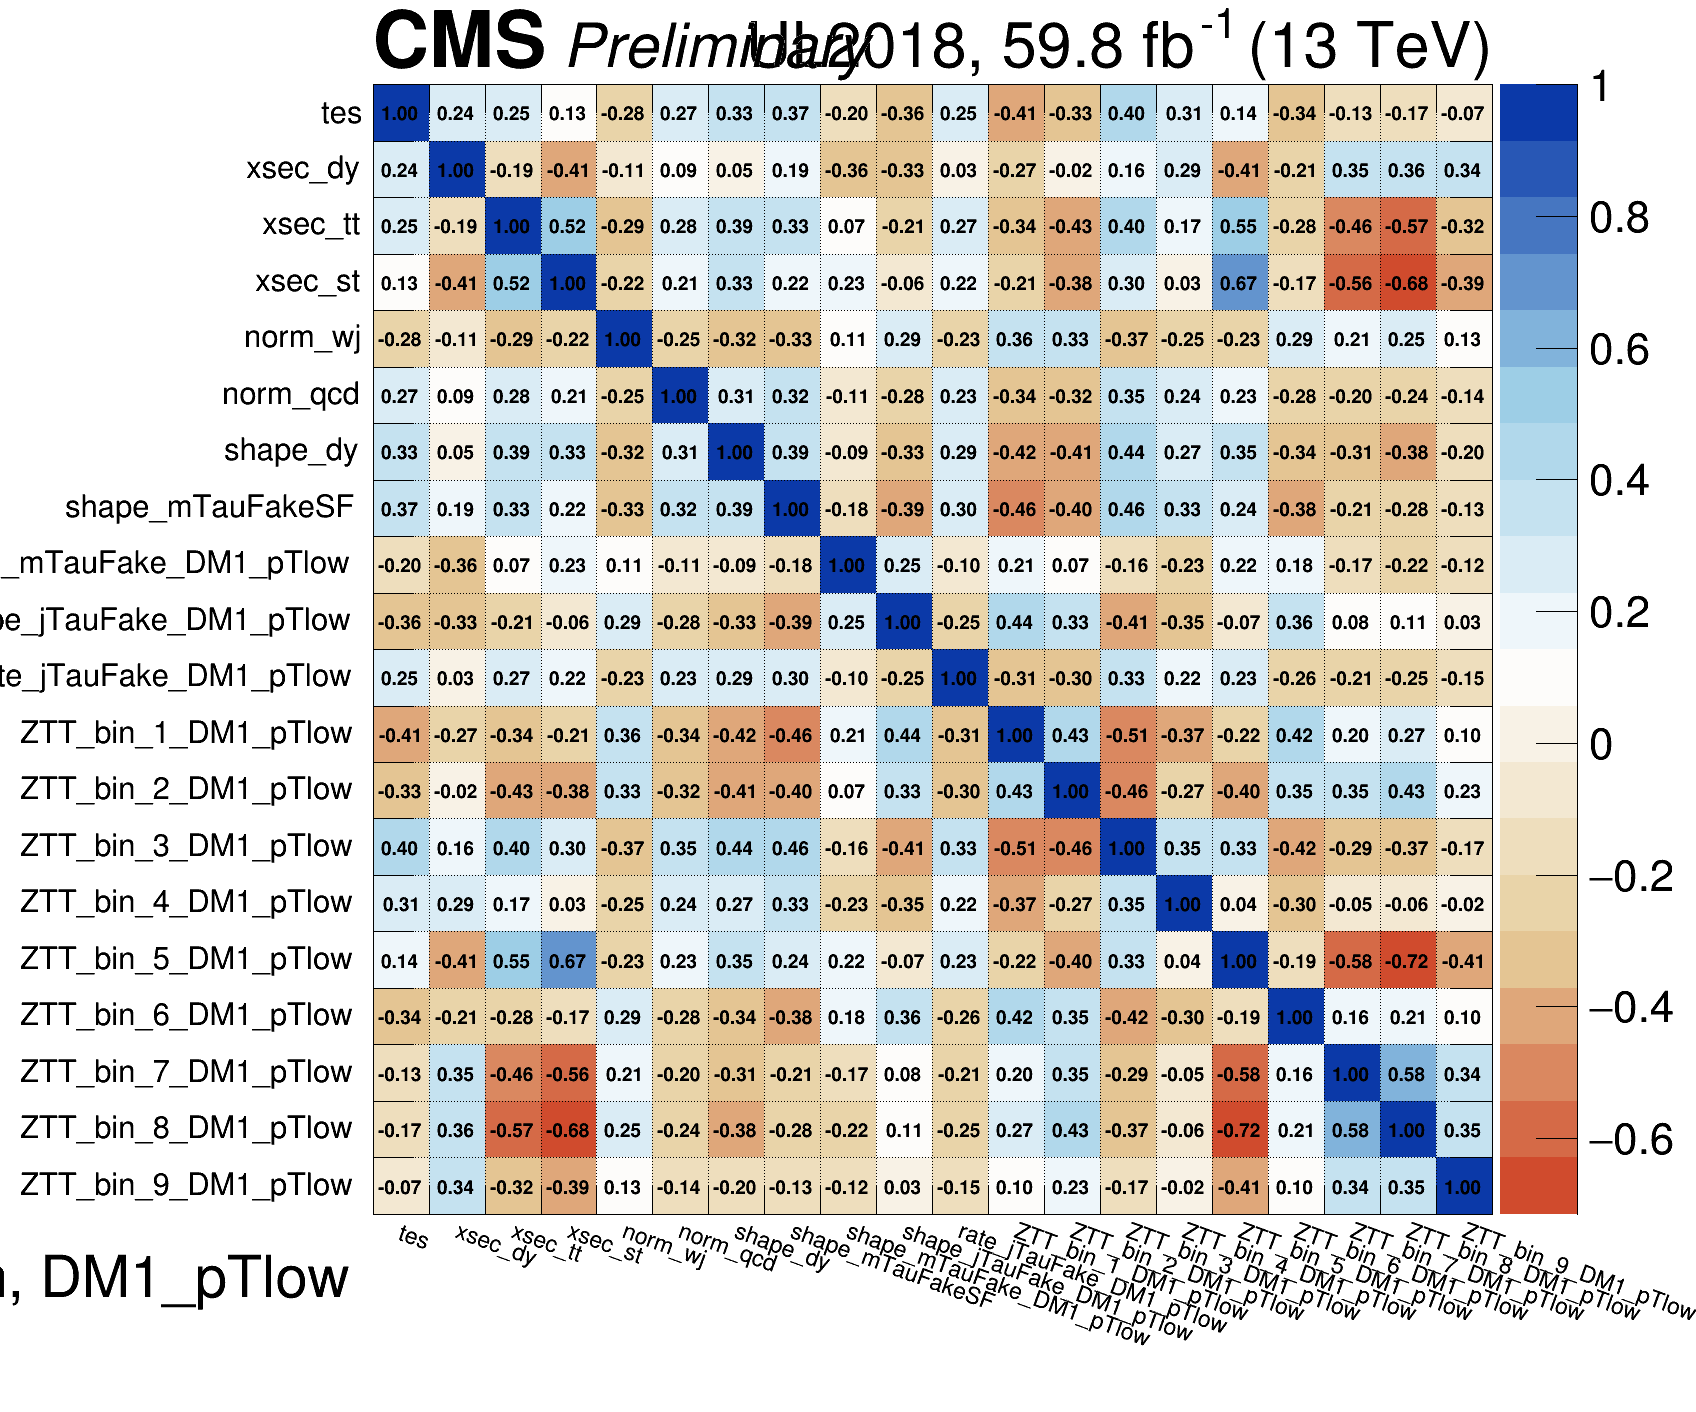 CMS Preliminary UL2018, 59.8 fb-1 (13 TeV)
tes 1.00 0.24 0.25 0.13 -0.28 0.27 0.33 0.37 -0.20 -0.36 0.25 -0.41 -0.33 0.40 0.31 0.14 -0.34 -0.13 -0.17 -0.07
xsec_dy 0.24 1.00 -0.19 -0.41 -0.11 0.09 0.05 0.19 -0.36 -0.33 0.03 -0.27 -0.02 0.16 0.29 -0.41 -0.21 0.35 0.36 0.34
xsec_tt 0.25 -0.19 1.00 0.52 -0.29 0.28 0.39 0.33 0.07 -0.21 0.27 -0.34 -0.43 0.40 0.17 0.55 -0.28 -0.46 -0.57 -0.32
xsec_st 0.13 -0.41 0.52 1.00 -0.22 0.21 0.33 0.22 0.23 -0.06 0.22 -0.21 -0.38 0.30 0.03 0.67 -0.17 -0.56 -0.68 -0.39
norm_wj -0.28 -0.11 -0.29 -0.22 1.00 -0.25 -0.32 -0.33 0.11 0.29 -0.23 0.36 0.33 -0.37 -0.25 -0.23 0.29 0.21 0.25 0.13
norm_qcd 0.27 0.09 0.28 0.21 -0.25 1.00 0.31 0.32 -0.11 -0.28 0.23 -0.34 -0.32 0.35 0.24 0.23 -0.28 -0.20 -0.24 -0.14
shape_dy 0.33 0.05 0.39 0.33 -0.32 0.31 1.00 0.39 -0.09 -0.33 0.29 -0.42 -0.41 0.44 0.27 0.35 -0.34 -0.31 -0.38 -0.20
shape_mTauFakeSF 0.37 0.19 0.33 0.22 -0.33 0.32 0.39 1.00 -0.18 -0.39 0.30 -0.46 -0.40 0.46 0.33 0.24 -0.38 -0.21 -0.28 -0.13
_mTauFake_DM1_pTlow -0.20 -0.36 0.07 0.23 0.11 -0.11 -0.09 -0.18 1.00 0.25 -0.10 0.21 0.07 -0.16 -0.23 0.22 0.18 -0.17 -0.22 -0.12
pe_jTauFake_DM1_pTlow -0.36 -0.33 -0.21 -0.06 0.29 -0.28 -0.33 -0.39 0.25 1.00 -0.25 0.44 0.33 -0.41 -0.35 -0.07 0.36 0.08 0.11 0.03
te_jTauFake_DM1_pTlow 0.25 0.03 0.27 0.22 -0.23 0.23 0.29 0.30 -0.10 -0.25 1.00 -0.31 -0.30 0.33 0.22 0.23 -0.26 -0.21 -0.25 -0.15
ZTT_bin_1_DM1_pTlow -0.41 -0.27 -0.34 -0.21 0.36 -0.34 -0.42 -0.46 0.21 0.44 -0.31 1.00 0.43 -0.51 -0.37 -0.22 0.42 0.20 0.27 0.10
ZTT_bin_2_DM1_pTlow -0.33 -0.02 -0.43 -0.38 0.33 -0.32 -0.41 -0.40 0.07 0.33 -0.30 0.43 1.00 -0.46 -0.27 -0.40 0.35 0.35 0.43 0.23
ZTT_bin_3_DM1_pTlow 0.40 0.16 0.40 0.30 -0.37 0.35 0.44 0.46 -0.16 -0.41 0.33 -0.51 -0.46 1.00 0.35 0.33 -0.42 -0.29 -0.37 -0.17
ZTT_bin_4_DM1_pTlow 0.31 0.29 0.17 0.03 -0.25 0.24 0.27 0.33 -0.23 -0.35 0.22 -0.37 -0.27 0.35 1.00 0.04 -0.30 -0.05 -0.06 -0.02
ZTT_bin_5_DM1_pTlow 0.14 -0.41 0.55 0.67 -0.23 0.23 0.35 0.24 0.22 -0.07 0.23 -0.22 -0.40 0.33 0.04 1.00 -0.19 -0.58 -0.72 -0.41
ZTT_bin_6_DM1_pTlow -0.34 -0.21 -0.28 -0.17 0.29 -0.28 -0.34 -0.38 0.18 0.36 -0.26 0.42 0.35 -0.42 -0.30 -0.19 1.00 0.16 0.21 0.10
ZTT_bin_7_DM1_pTlow -0.13 0.35 -0.46 -0.56 0.21 -0.20 -0.31 -0.21 -0.17 0.08 -0.21 0.20 0.35 -0.29 -0.05 -0.58 0.16 1.00 0.58 0.34
ZTT_bin_8_DM1_pTlow -0.17 0.36 -0.57 -0.68 0.25 -0.24 -0.38 -0.28 -0.22 0.11 -0.25 0.27 0.43 -0.37 -0.06 -0.72 0.21 0.58 1.00 0.35
ZTT_bin_9_DM1_pTlow -0.07 0.34 -0.32 -0.39 0.13 -0.14 -0.20 -0.13 -0.12 0.03 -0.15 0.10 0.23 -0.17 -0.02 -0.41 0.10 0.34 0.35 1.00
1
0.8
0.6
0.4
0.2
0
−0.2
−0.4
−0.6
tes
xsec_dy
xsec_tt
xsec_st
norm_wj
norm_qcd
shape_dy
shape_mTauFakeSF
shape_mTauFake_DM1_pTlow
shape_jTauFake_DM1_pTlow
rate_jTauFake_DM1_pTlow
ZTT_bin_1_DM1_pTlow
ZTT_bin_2_DM1_pTlow
ZTT_bin_3_DM1_pTlow
ZTT_bin_4_DM1_pTlow
ZTT_bin_5_DM1_pTlow
ZTT_bin_6_DM1_pTlow
ZTT_bin_7_DM1_pTlow
ZTT_bin_8_DM1_pTlow
ZTT_bin_9_DM1_pTlow
, DM1_pTlow